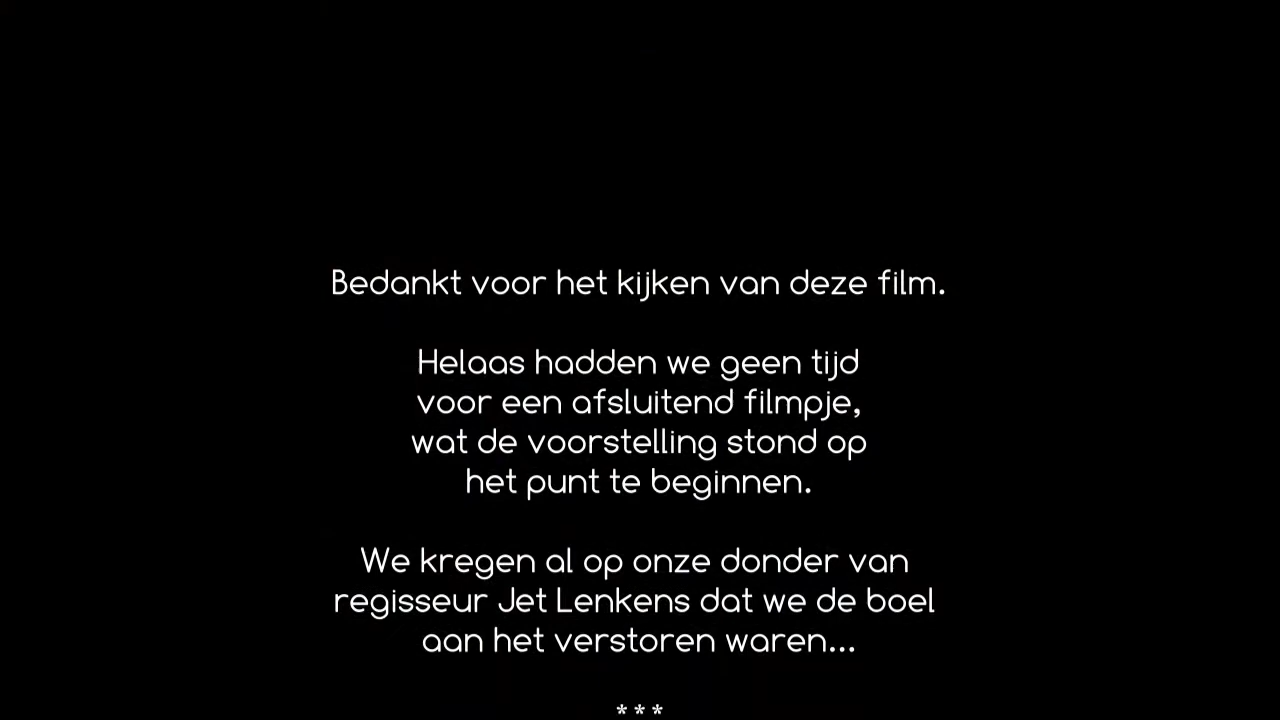 Bedankt voor het kijken van deze film.
Helaas hadden we geen tijd
voor een afsluitend filmpje,
wat de voorstelling stond op
het punt te beginnen.
We kregen al op onze donder van
regisseur Jet Lenkens dat we de boel
aan het verstoren waren...
***